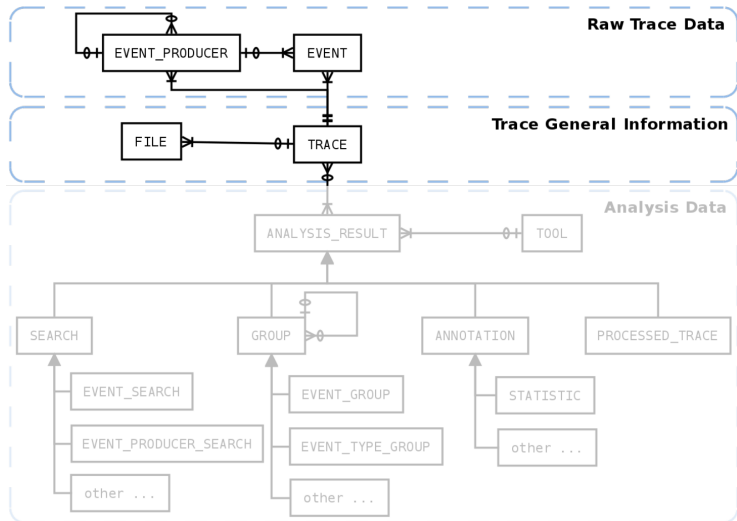 Raw Trace Data
EVENT_PRODUCER
EVENT
Trace General Information
FILE
TRACE
Analysis Data
ANALYSIS_RESULT
TOOL
SEARCH
GROUP
ANNOTATION
PROCESSED_TRACE
EVENT_SEARCH
EVENT_GROUP
STATISTIC
EVENT_PRODUCER_SEARCH
EVENT_TYPE_GROUP
other ...
other ...
other ...